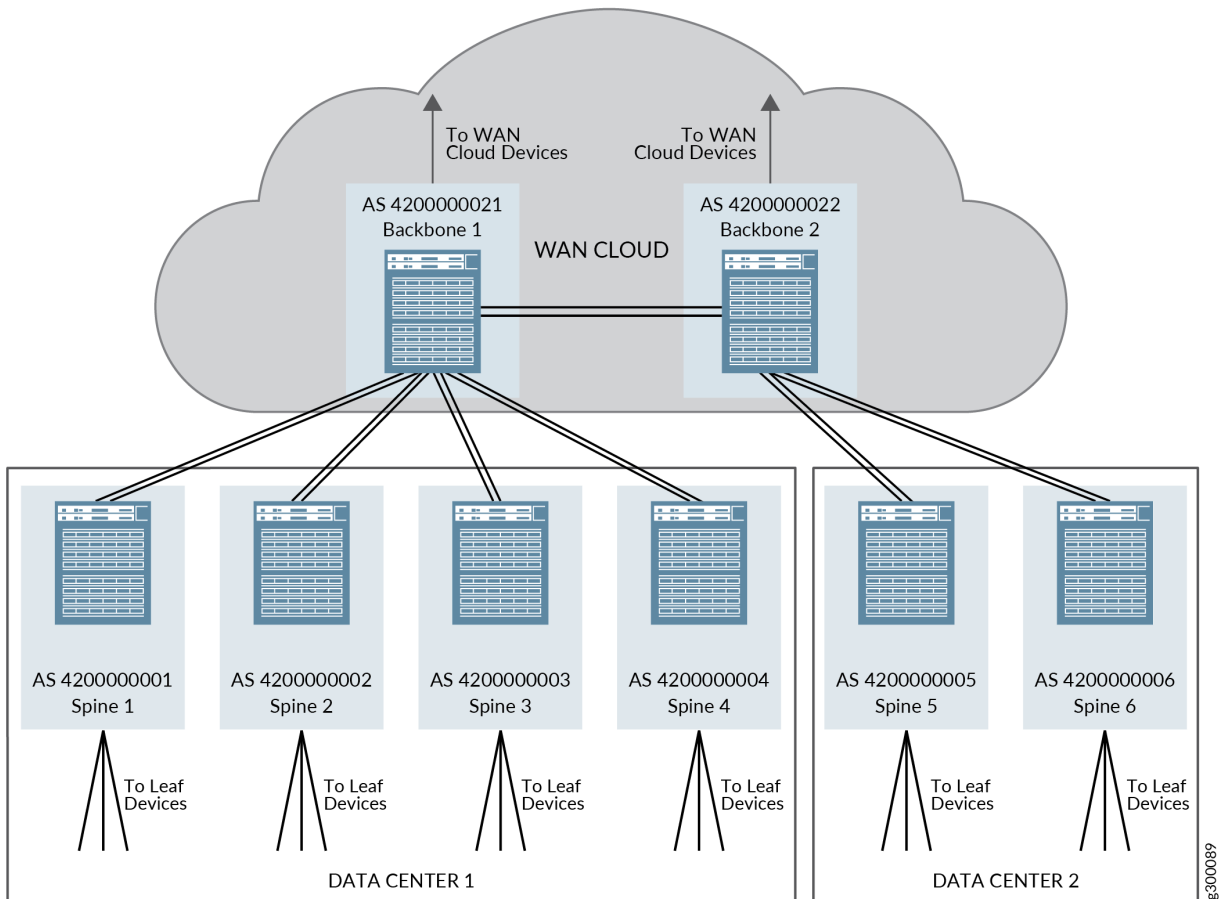 To WAN
Cloud Devices
To WAN
Cloud Devices
AS 4200000021
Backbone 1
AS 4200000022
Backbone 2
WAN CLOUD
AS 4200000001
Spine 1
AS 4200000002
Spine 2
AS 4200000003
Spine 3
AS 4200000004
Spine 4
AS 4200000005
Spine 5
AS 4200000006
Spine 6
To Leaf
Devices
To Leaf
Devices
To Leaf
Devices
To Leaf
Devices
To Leaf
Devices
To Leaf
Devices
DATA CENTER 1
DATA CENTER 2
g300089